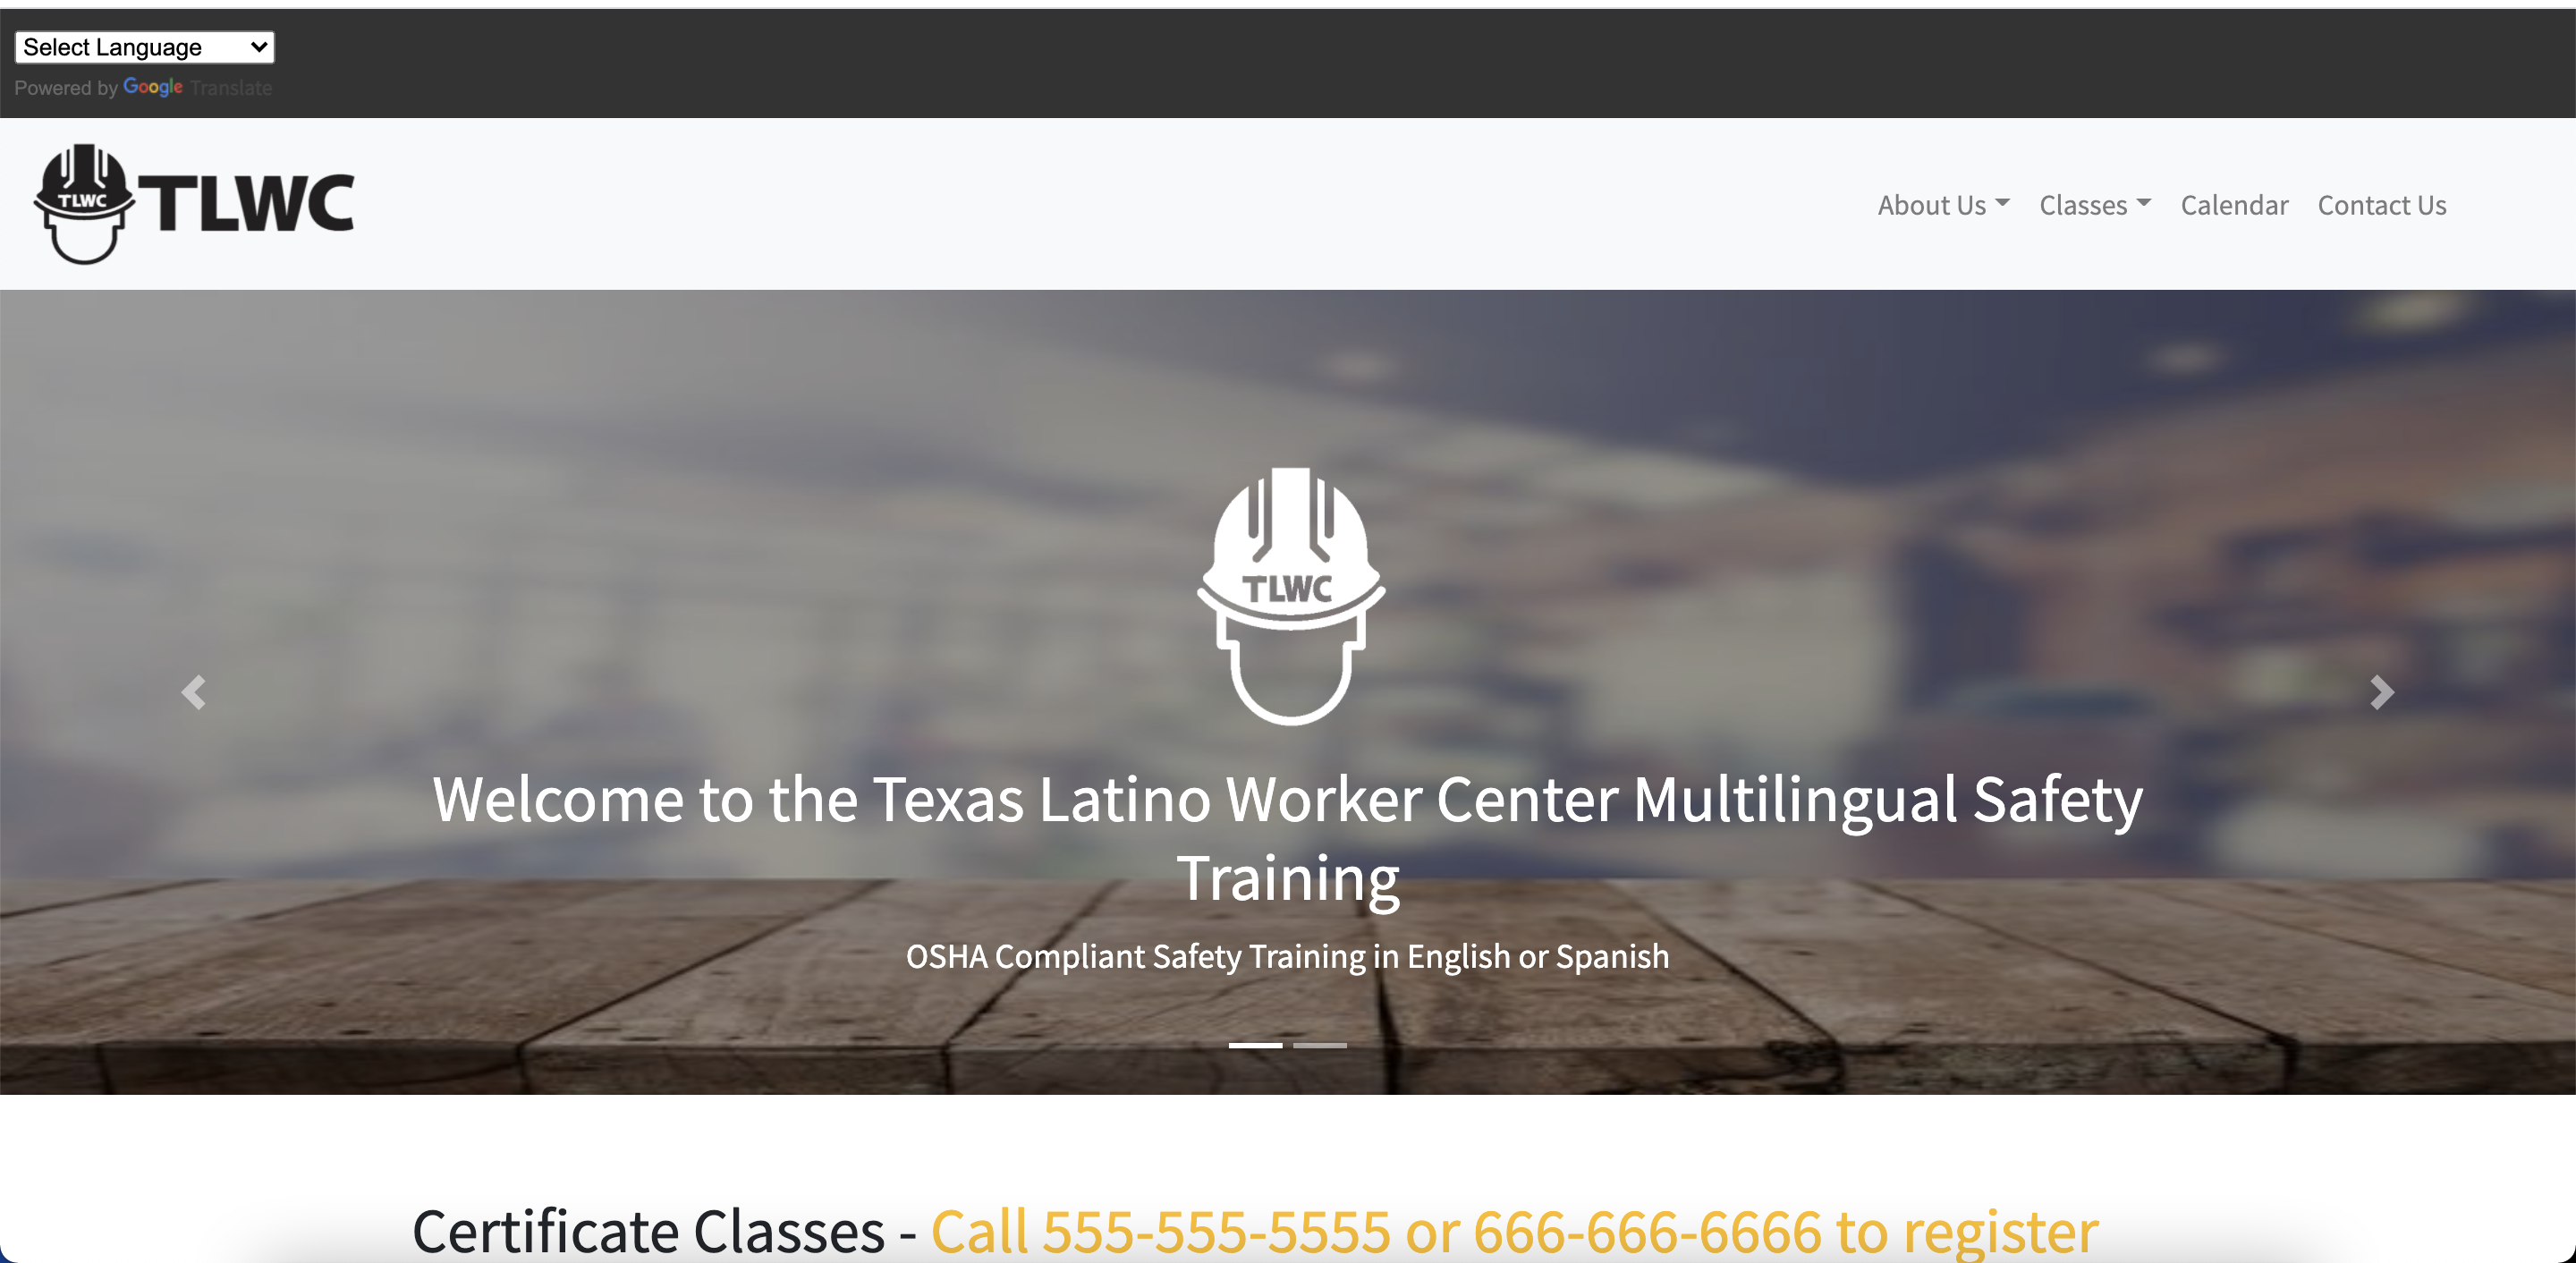 Select Language
Powered by Google Translate
TLWC
TLWC
About Us
Classes
Calendar
Contact Us
TLWC
Welcome to the Texas Latino Worker Center Multilingual Safety
Training
OSHA Compliant Safety Training in English or Spanish
Certificate Classes - Call 555-555-5555 or 666-666-6666 to register